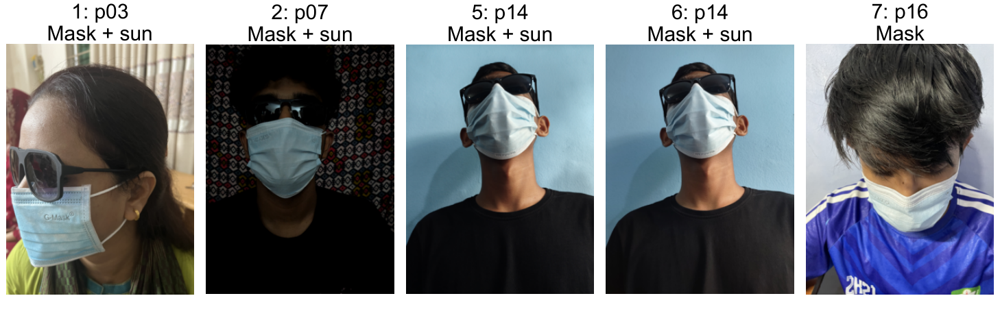 1: p03
Mask + sun
2: p07
Mask + sun
5: p14
Mask + sun
6: p14
Mask + sun
7: p16
Mask
G-Mask